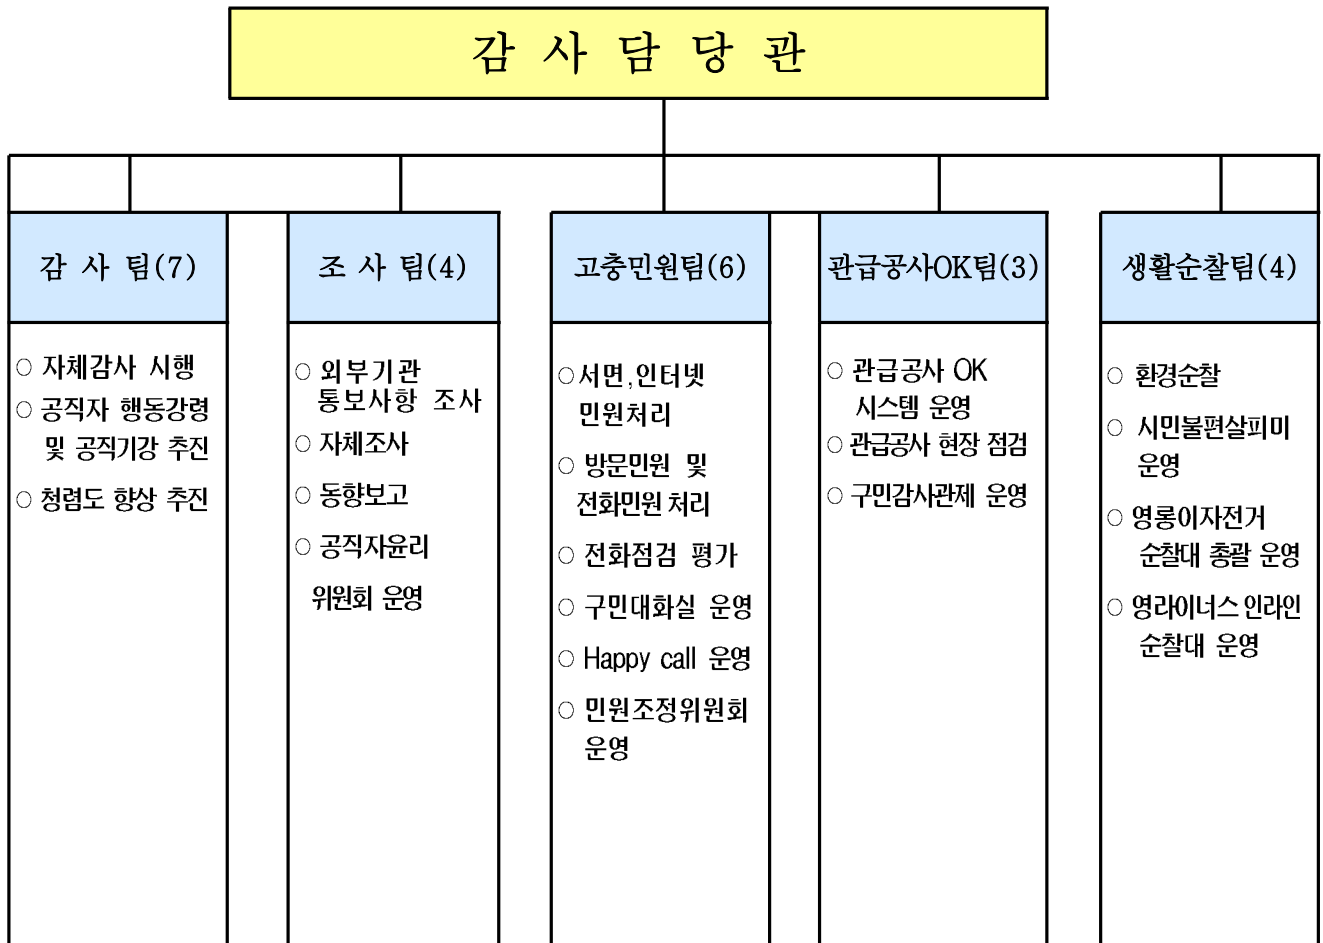 감 사 담 당 관
감 사 팀(7)
○ 자체감사 시행
○ 공직자 행동강령
및 공직기강 추진
○ 청렴도 향상 추진
조 사 팀(4)
○ 외부기관
통보사항 조사
○ 자체조사
○ 동향보고
○ 공직자윤리
위원회 운영
고충민원팀(6)
○ 서면,인터넷
민원처리
○ 방문민원 및
전화민원 처리
○ 전화점검 평가
○ 구민대화실 운영
○ Happy call 운영
○ 민원조정위원회
운영
관급공사OK팀(3)
○ 관급공사 OK
시스템 운영
○ 관급공사 현장 점검
○ 구민감사관제 운영
생활순찰팀(4)
○ 환경순찰
○ 시민불편살피미
운영
○ 영롱이자전거
순찰대 총괄 운영
○ 영라이너스 인라인
순찰대 운영